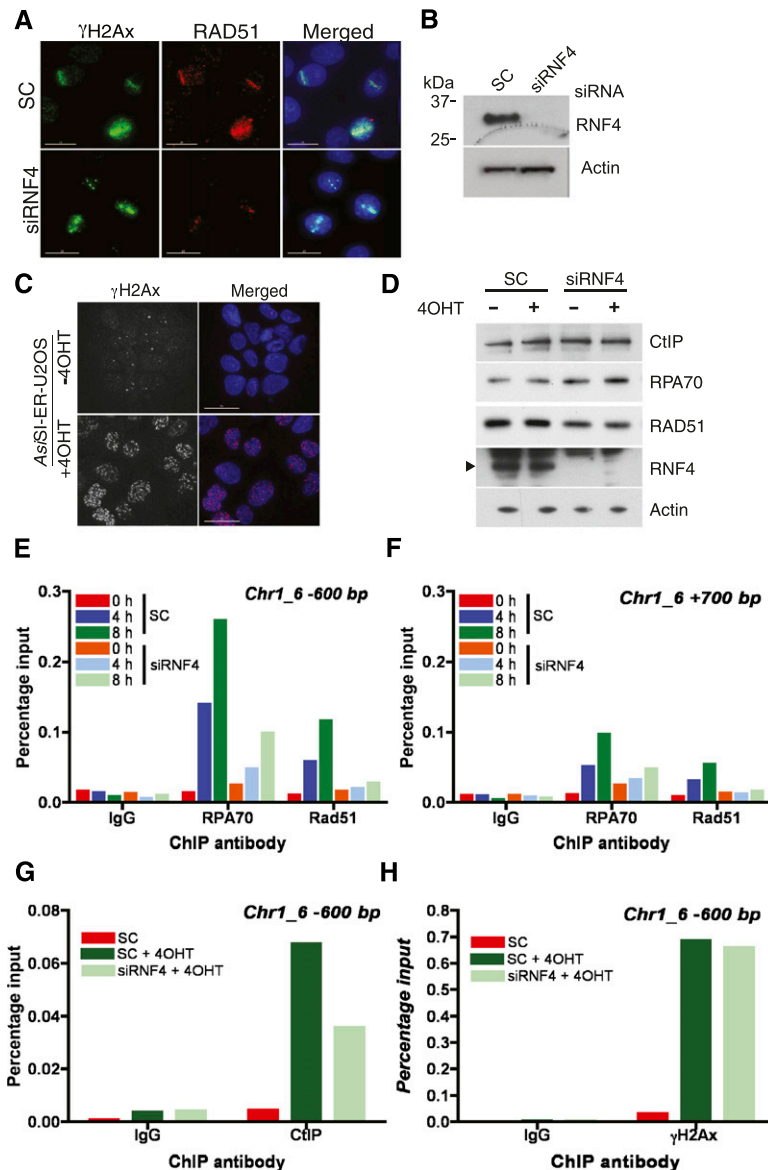 A
γH2Ax RAD51 Merged
SC
siRNF4
B
kDa SC siRNF4 siRNA
37-
RNF4
25-
Actin
C
γH2Ax Merged
AsiSI-ER-U2OS
-4OHT
+4OHT
D
SC siRNF4
4OHT – + – +
CtIP
RPA70
RAD51
RNF4
Actin
E
Chr1_6 -600 bp
0 h
4 h SC
8 h
0 h
4 h siRNF4
8 h
Percentage input
0.3
0.2
0.1
0.0
IgG RPA70 Rad51
ChIP antibody
F
Chr1_6 +700 bp
0 h
4 h SC
8 h
0 h
4 h siRNF4
8 h
Percentage input
0.3
0.2
0.1
0.0
IgG RPA70 Rad51
ChIP antibody
G
Chr1_6 -600 bp
SC
SC + 4OHT
siRNF4 + 4OHT
Percentage input
0.08
0.06
0.04
0.02
0.00
IgG CtIP
ChIP antibody
H
Chr1_6 -600 bp
SC
SC + 4OHT
siRNF4 + 4OHT
Percentage input
0.8
0.7
0.6
0.5
0.4
0.3
0.2
0.1
0.0
IgG γH2Ax
ChIP antibody